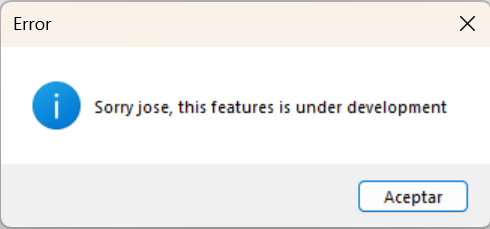 Error
Sorry jose, this features is under development
Aceptar